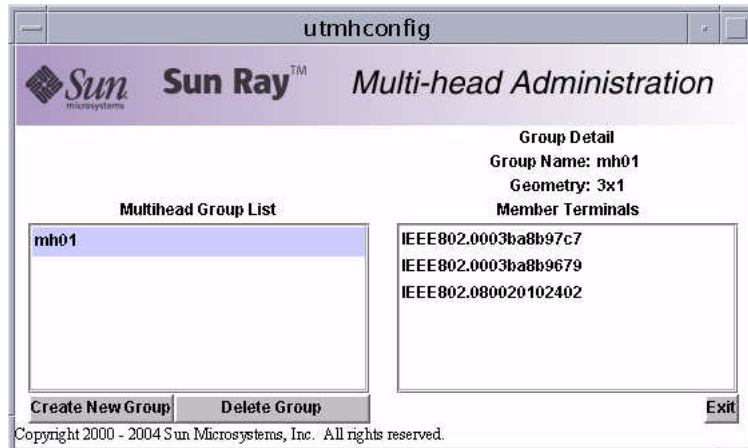 utmhconfig
Sun microsystems Sun Ray™ Multi-head Administration
Group Detail
Group Name: mh01
Geometry: 3x1
Multihead Group List
Member Terminals
mh01
IEEE802.0003ba8b97c7
IEEE802.0003ba8b9679
IEEE802.080020102402
Create New Group
Delete Group
Exit
Copyright 2000 - 2004 Sun Microsystems, Inc. All rights reserved.